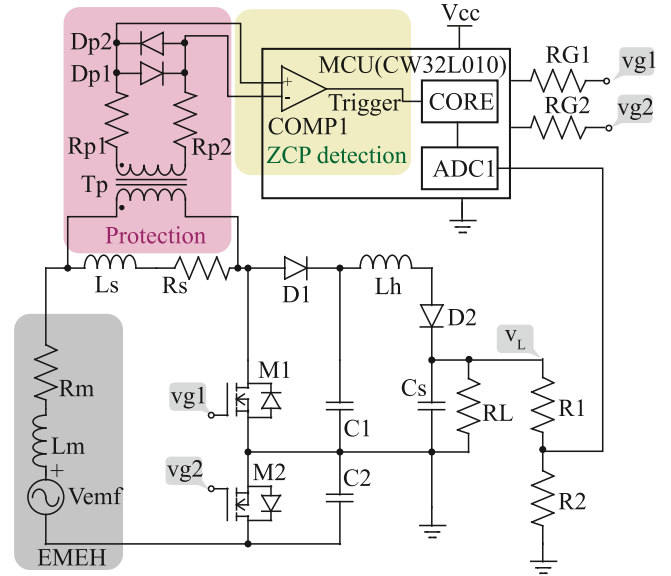 Vcc
Dp2
Dp1
MCU(CW32L010)
RG1
vg1
+
-
Trigger
CORE
RG2
vg2
COMP1
Rp1
Rp2
ZCP detection
ADC1
Tp
Protection
Ls
Rs
D1
Lh
D2
vL
Rm
M1
vg1
Cs
RL
R1
C1
Lm
+
vg2
M2
C2
Vemf
R2
EMEH